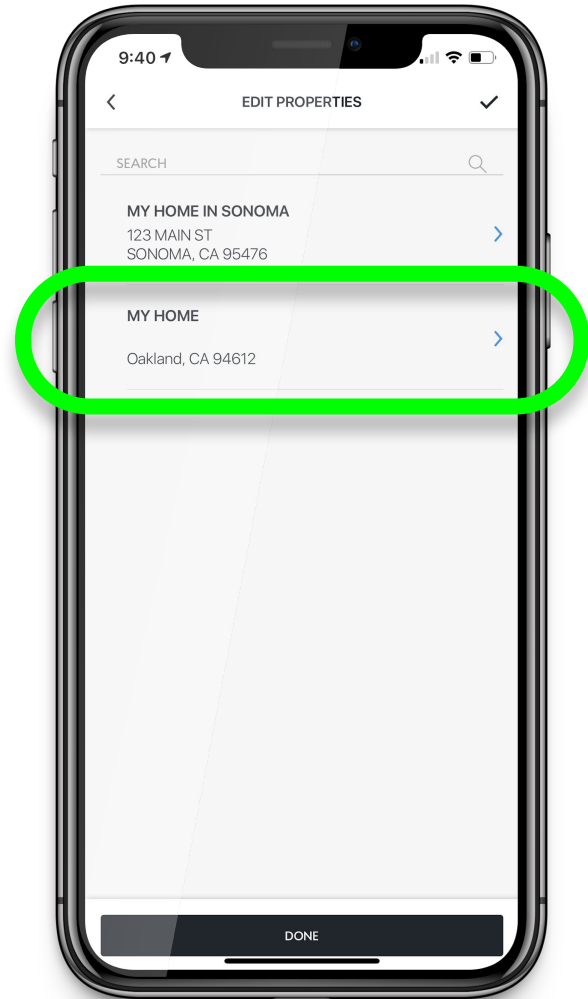 9:40
EDIT PROPERTIES
SEARCH
MY HOME IN SONOMA
123 MAIN ST
SONOMA, CA 95476
MY HOME
Oakland, CA 94612
DONE